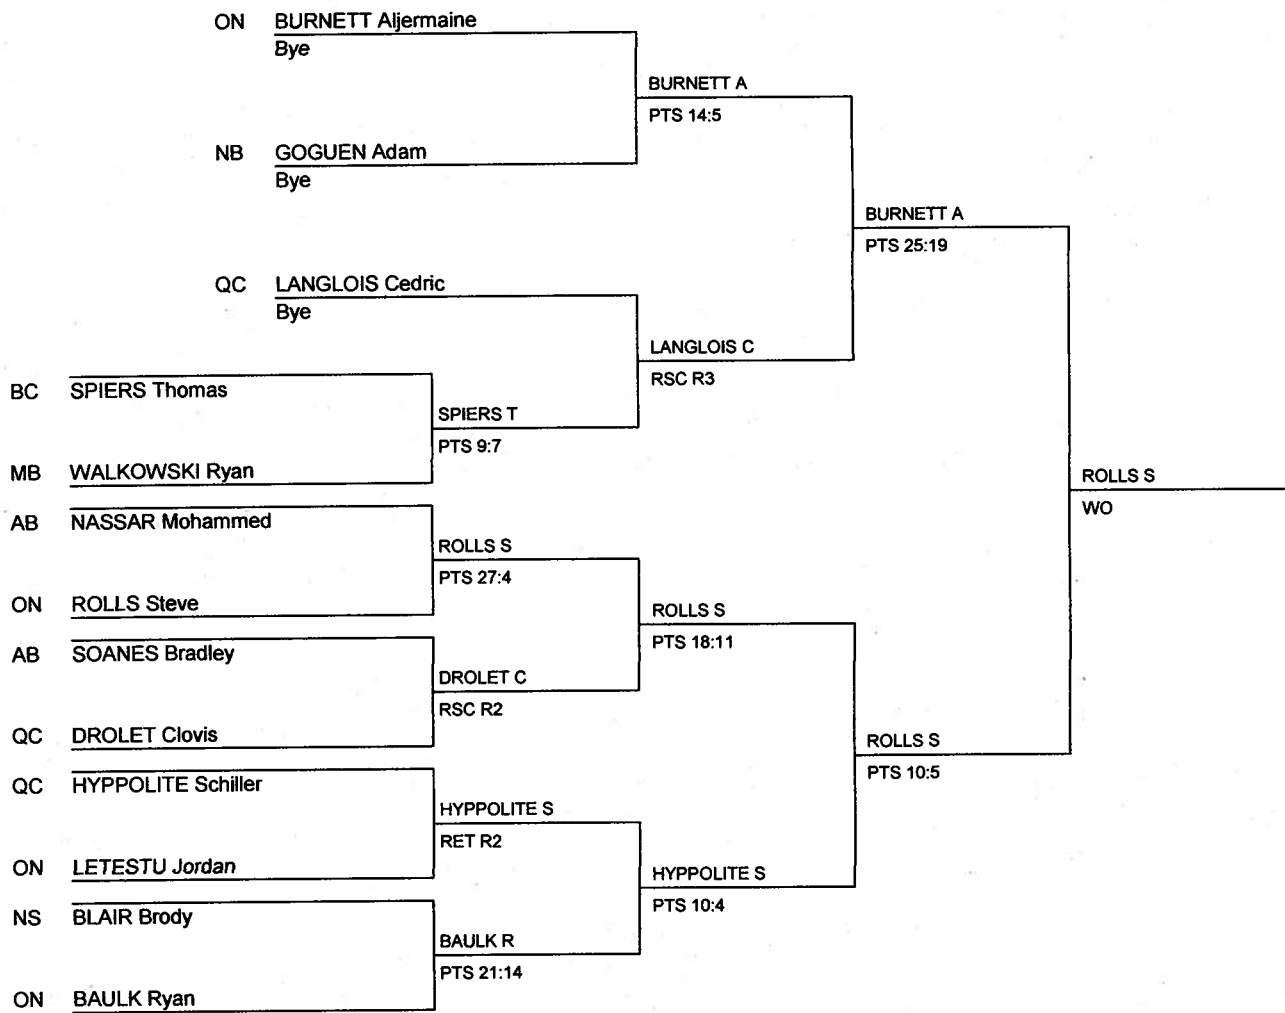 ON BURNETT Aljermaine
Bye
BURNETT A
PTS 14:5
NB GOGUEN Adam
Bye
BURNETT A
PTS 25:19
QC LANGLOIS Cedric
Bye
LANGLOIS C
RSC R3
BC SPIERS Thomas
SPIERS T
PTS 9:7
MB WALKOWSKI Ryan
ROLLS S
WO
AB NASSAR Mohammed
ROLLS S
PTS 27:4
ON ROLLS Steve
ROLLS S
PTS 18:11
AB SOANES Bradley
DROLET C
RSC R2
QC DROLET Clovis
ROLLS S
PTS 10:5
QC HYPPOLITE Schiller
HYPPOLITE S
RET R2
ON LETESTU Jordan
HYPPOLITE S
PTS 10:4
NS BLAIR Brody
BAULK R
PTS 21:14
ON BAULK Ryan